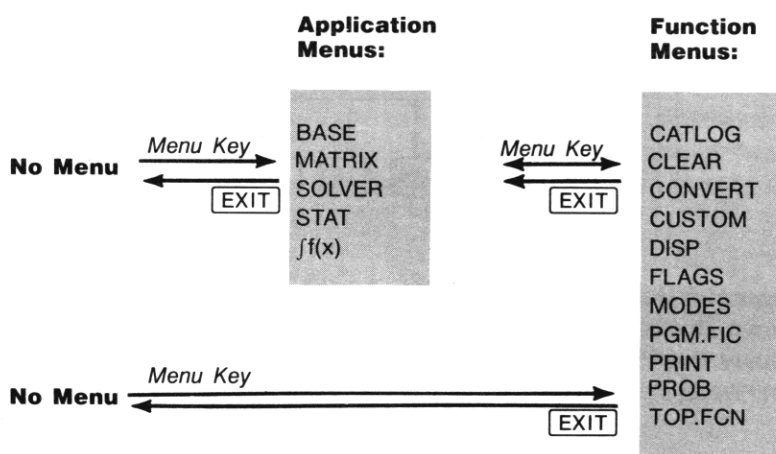 Application
Menus:
Function
Menus:
No Menu
Menu Key
EXIT
BASE
MATRIX
SOLVER
STAT
∫f(x)
Menu Key
EXIT
CATLOG
CLEAR
CONVERT
CUSTOM
DISP
FLAGS
MODES
PGM.FIC
PRINT
PROB
TOP.FCN
No Menu
Menu Key
EXIT